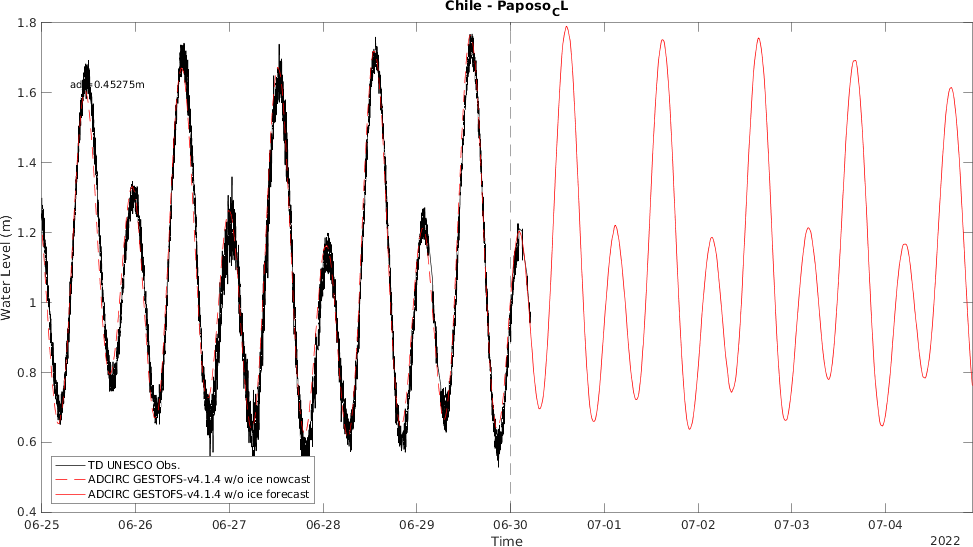 Chile - Paposo_CL
1.8
1.6
1.4
1.2
1
0.8
0.6
0.4
Water Level (m)
0.45275m
TD UNESCO Obs.
ADCIRC GESTOFS-v4.1.4 w/o ice nowcast
ADCIRC GESTOFS-v4.1.4 w/o ice forecast
06-25 06-26 06-27 06-28 06-29 06-30 07-01 07-02 07-03 07-04
Time
2022